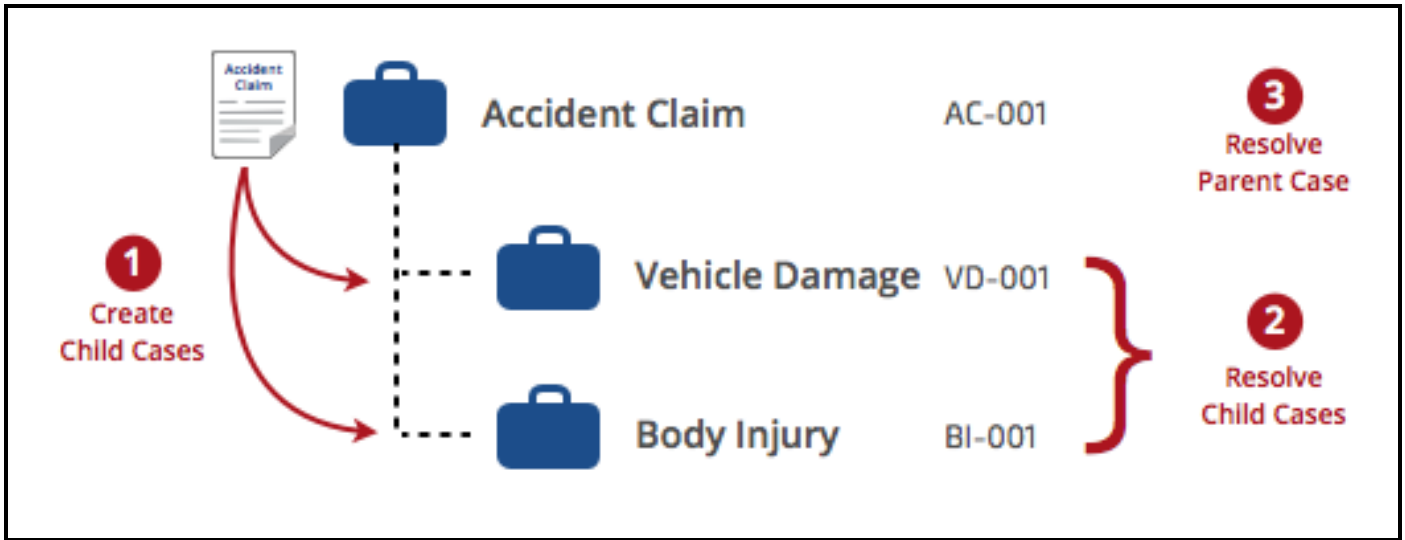 Accident
Claim
Accident Claim AC-001
3
Resolve
Parent Case
1
Create
Child Cases
Vehicle Damage VD-001
2
Resolve
Child Cases
Body Injury BI-001